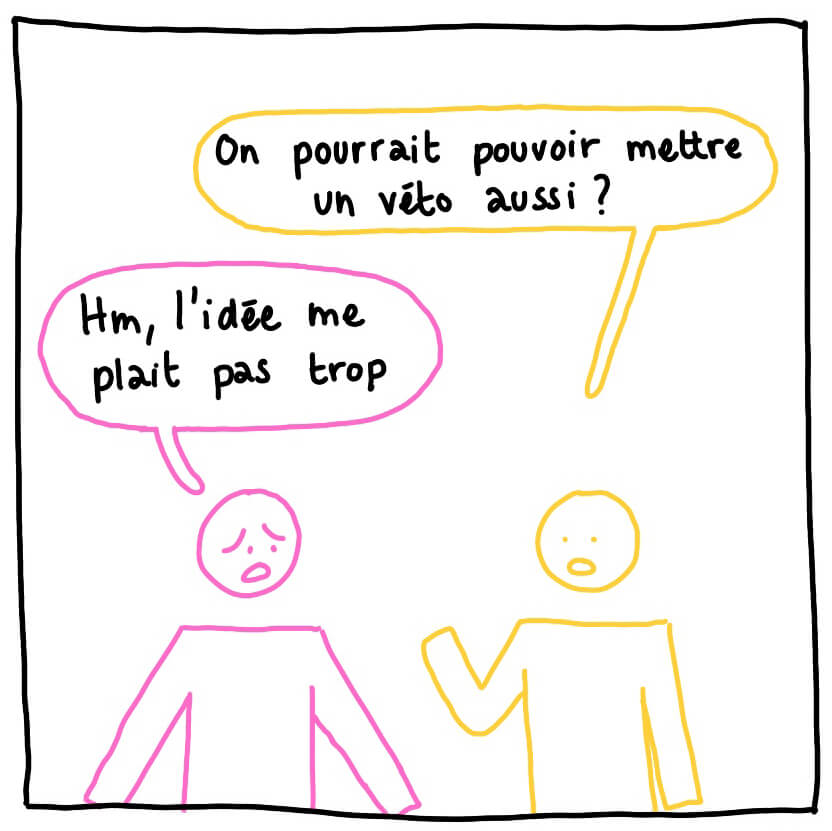 On pourrait pouvoir mettre
un véto aussi ?
Hm, l'idée me
plait pas trop